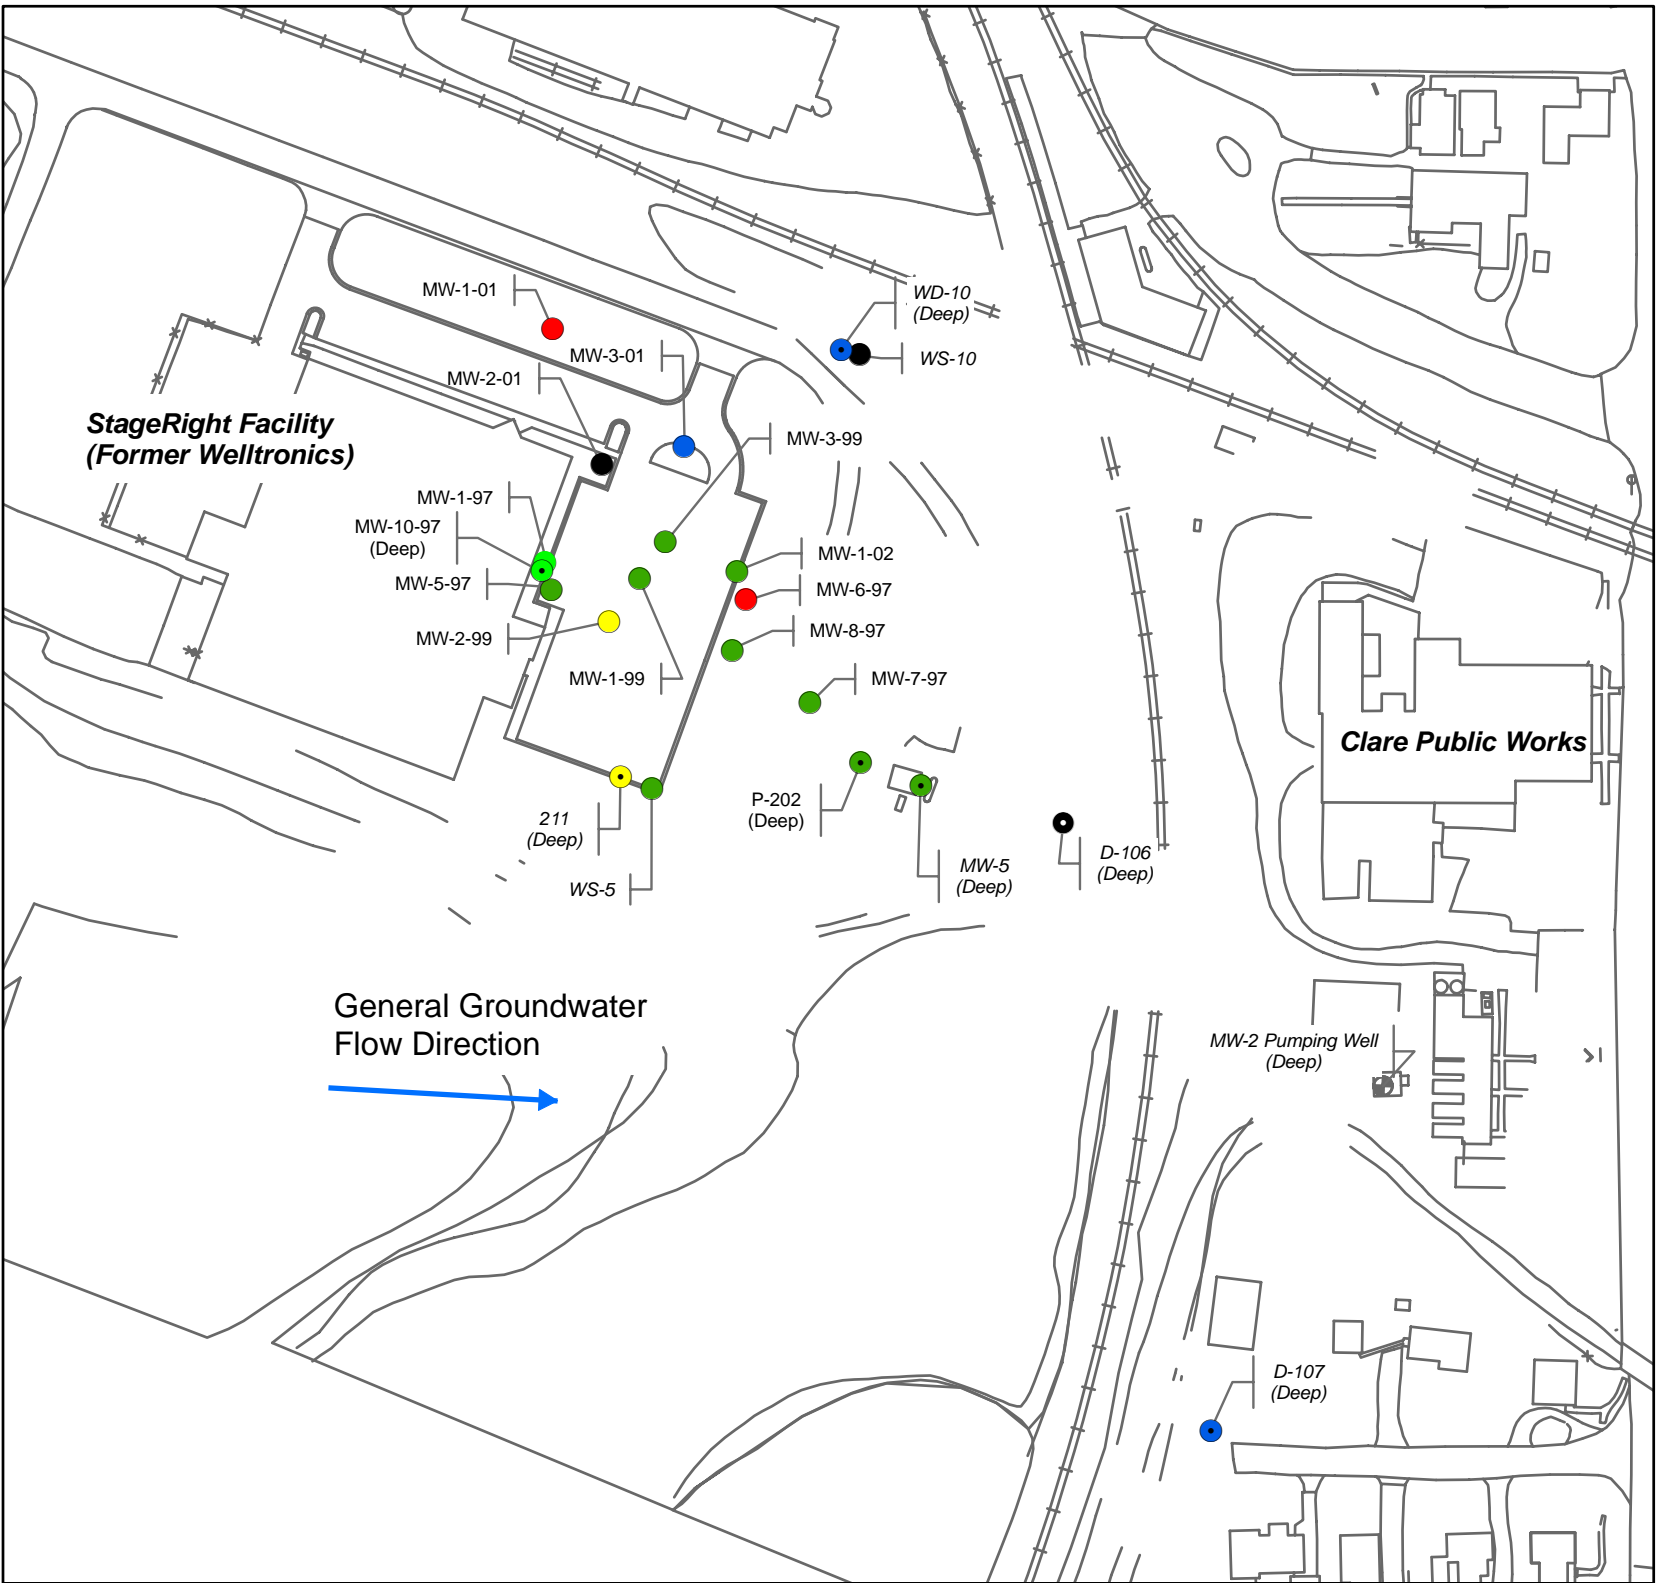 MW-1-01
WD-10
(Deep)
MW-3-01
WS-10
MW-2-01
StageRight Facility
(Former Welltronics)
MW-3-99
MW-1-97
MW-10-97
(Deep)
MW-1-02
MW-5-97
MW-6-97
MW-2-99
MW-8-97
MW-1-99
MW-7-97
Clare Public Works
P-202
(Deep)
211
(Deep)
D-106
(Deep)
MW-5
(Deep)
WS-5
General Groundwater
Flow Direction
MW-2 Pumping Well
(Deep)
D-107
(Deep)